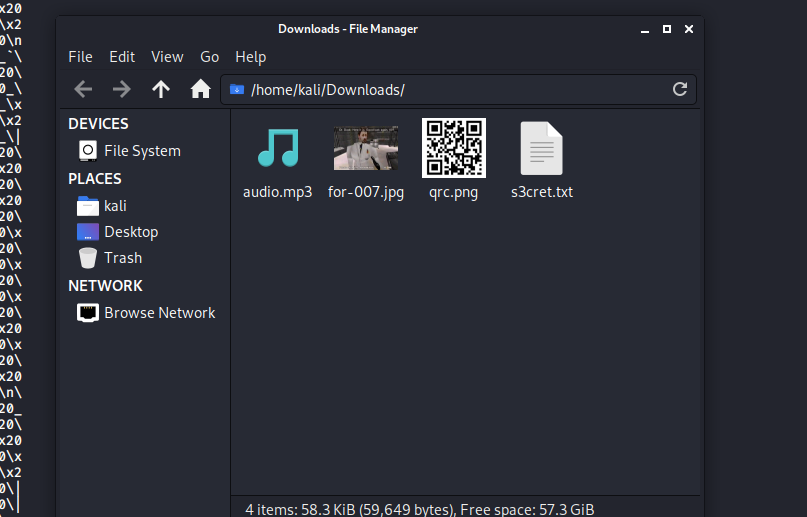 x20
\x2
0\n
_`\
20\
0_\
_\x
\x2
_\|
20\
x20
0\x
x20
20\
0\x
20\
0\x
20\
0\x
20\
x20
0\x
20\
x20
\n\
20_
20\
x20
0\x
\x2
0\|
0\|
Downloads - File Manager
File Edit View Go Help
/home/kali/Downloads/
DEVICES
File System
PLACES
kali
Desktop
Trash
NETWORK
Browse Network
audio.mp3 for-007.jpg qrc.png s3cret.txt
4 items: 58.3 KiB (59,649 bytes), Free space: 57.3 GiB